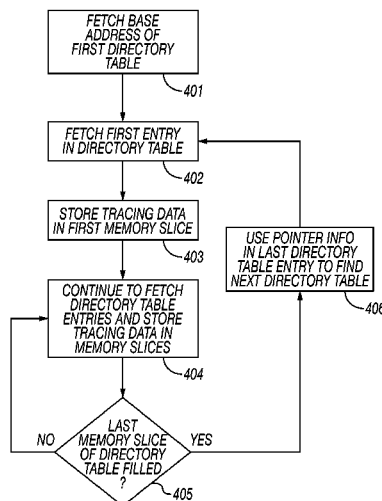 FETCH BASE
ADDRESS OF
FIRST DIRECTORY
TABLE
401
FETCH FIRST ENTRY
IN DIRECTORY TABLE
402
STORE TRACING DATA
IN FIRST MEMORY SLICE
403
CONTINUE TO FETCH
DIRECTORY TABLE
ENTRIES AND STORE
TRACING DATA IN
MEMORY SLICES
404
USE POINTER INFO
IN LAST DIRECTORY
TABLE ENTRY TO FIND
NEXT DIRECTORY TABLE
406
NO
LAST
MEMORY SLICE
OF DIRECTORY
TABLE FILLED
?
YES
405